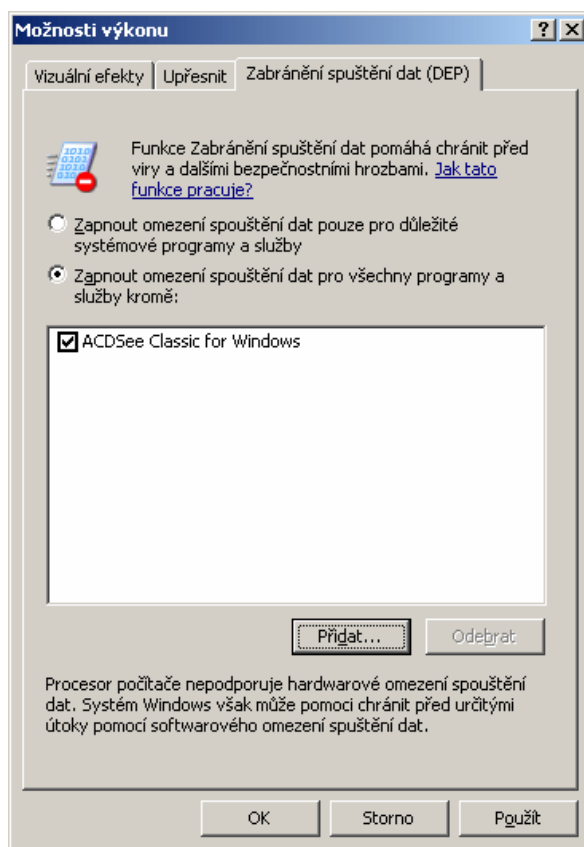 Možnosti výkonu
Vizuální efekty Upřesnit Zabránění spuštění dat (DEP)
Funkce Zabránění spuštění dat pomáhá chránit před
viry a dalšími bezpečnostními hrozbami. Jak tato
funkce pracuje?
Zapnout omezení spouštění dat pouze pro důležité
systémové programy a služby
Zapnout omezení spouštění dat pro všechny programy a
služby kromě:
ACDSee Classic for Windows
Přidat... Odebrat
Procesor počítače nepodporuje hardwarové omezení spouštění
dat. Systém Windows však může pomoci chránit před určitými
útoky pomocí softwarového omezení spuštění dat.
OK Storno Použít